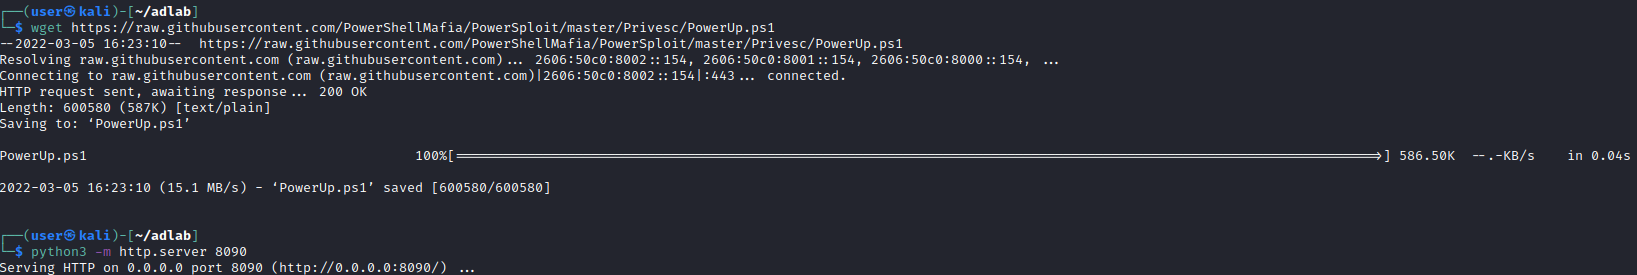 ┌──(user㉿kali)-[~/adlab]
└─$ wget https://raw.githubusercontent.com/PowerShellMafia/PowerSploit/master/Privesc/PowerUp.ps1
--2022-03-05 16:23:10--  https://raw.githubusercontent.com/PowerShellMafia/PowerSploit/master/Privesc/PowerUp.ps1
Resolving raw.githubusercontent.com (raw.githubusercontent.com)... 2606:50c0:8002::154, 2606:50c0:8001::154, 2606:50c0:8000::154, ...
Connecting to raw.githubusercontent.com (raw.githubusercontent.com)|2606:50c0:8002::154|:443... connected.
HTTP request sent, awaiting response... 200 OK
Length: 600580 (587K) [text/plain]
Saving to: ‘PowerUp.ps1’
PowerUp.ps1 100%[===================>] 586.50K --.-KB/s in 0.04s
2022-03-05 16:23:10 (15.1 MB/s) - ‘PowerUp.ps1’ saved [600580/600580]
┌──(user㉿kali)-[~/adlab]
└─$ python3 -m http.server 8090
Serving HTTP on 0.0.0.0 port 8090 (http://0.0.0.0:8090/) ...